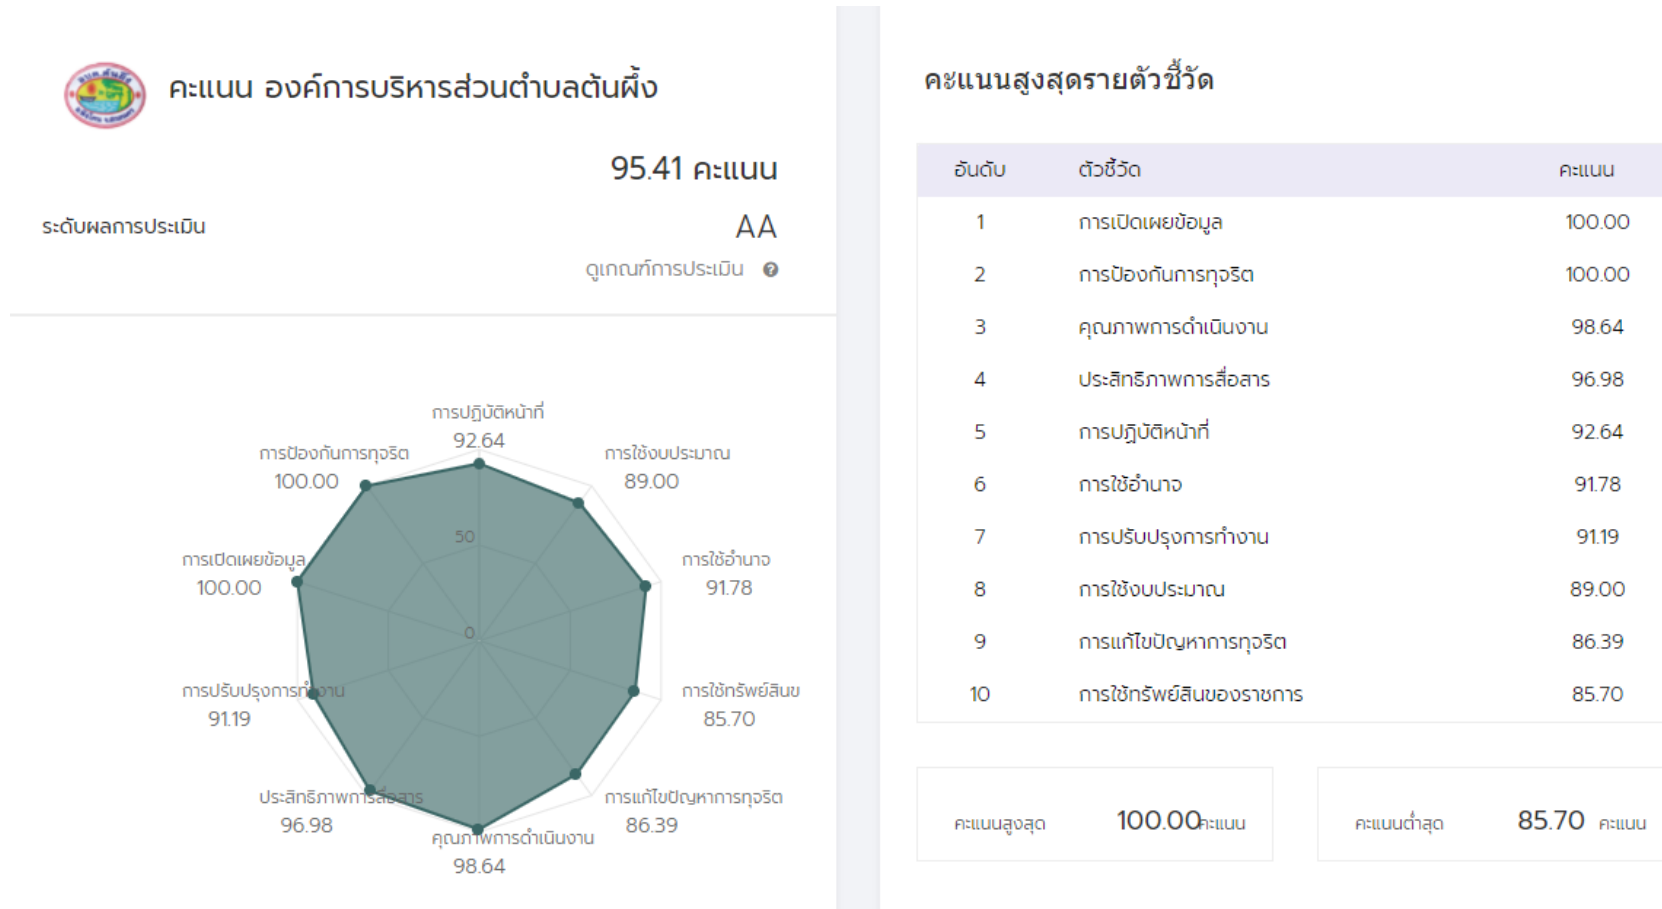 คะแนน องค์การบริหารส่วนตำบลต้นผึ้ง
95.41 คะแนน
ระดับผลการประเมิน AA
ดูเกณฑ์การประเมิน
การปฏิบัติหน้าที่
92.64
การป้องกันการทุจริต
100.00
การใช้งบประมาณ
89.00
50
การเปิดเผยข้อมูล
100.00
การใช้อำนาจ
91.78
0
การปรับปรุงการทำงาน
91.19
การใช้ทรัพย์สินข
85.70
ประสิทธิภาพการสื่อสาร
96.98
การแก้ไขปัญหาการทุจริต
86.39
คุณภาพการดำเนินงาน
98.64
คะแนนสูงสุดรายตัวชี้วัด
อันดับ ตัวชี้วัด คะแนน
1 การเปิดเผยข้อมูล 100.00
2 การป้องกันการทุจริต 100.00
3 คุณภาพการดำเนินงาน 98.64
4 ประสิทธิภาพการสื่อสาร 96.98
5 การปฏิบัติหน้าที่ 92.64
6 การใช้อำนาจ 91.78
7 การปรับปรุงการทำงาน 91.19
8 การใช้งบประมาณ 89.00
9 การแก้ไขปัญหาการทุจริต 86.39
10 การใช้ทรัพย์สินของราชการ 85.70
คะแนนสูงสุด 100.00คะแนน
คะแนนต่ำสุด 85.70 คะแนน